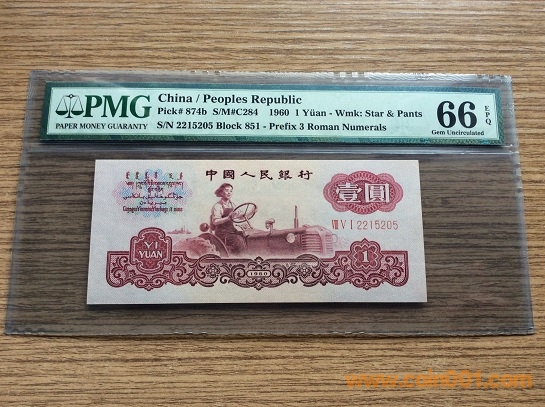 PMG
PAPER MONEY GUARANTY
China / Peoples Republic
Pick# 874b S/M#C284 1960 1 Yüan - Wmk: Star & Pants
S/N 2215205 Block 851 - Prefix 3 Roman Numerals
66 EPQ
Gem Uncirculated
中國人民銀行
壹圓
VIII V I 2215205
YI
YUAN
1960
1
www.coin001.com